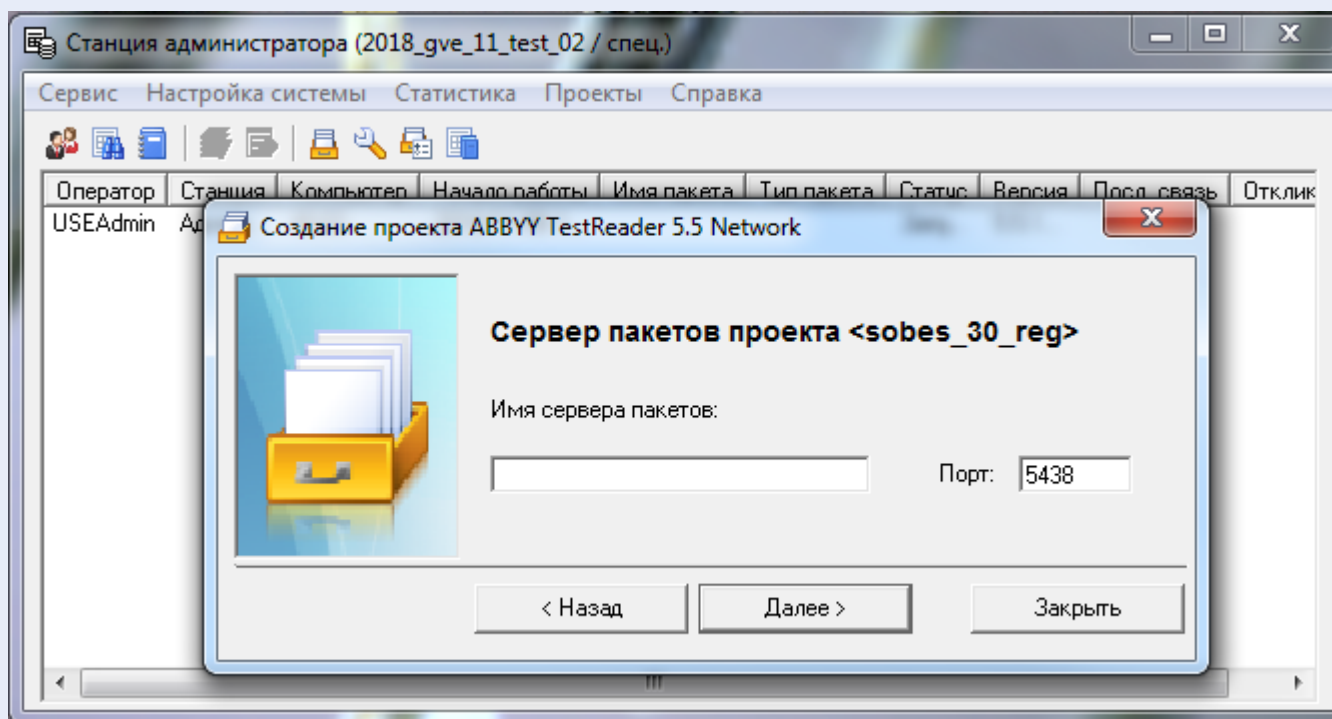 Станция администратора (2018_gve_11_test_02 / спец.)
Сервис Настройка системы Статистика Проекты Справка
Оператор Станция Компьютер Начало работы Имя пакета Тип пакета Статус Версия Посл. связь Отклик
USEAdmin
Создание проекта ABBYY TestReader 5.5 Network
Сервер пакетов проекта <sobes_30_reg>
Имя сервера пакетов:
Порт: 5438
< Назад Далее > Закрыть